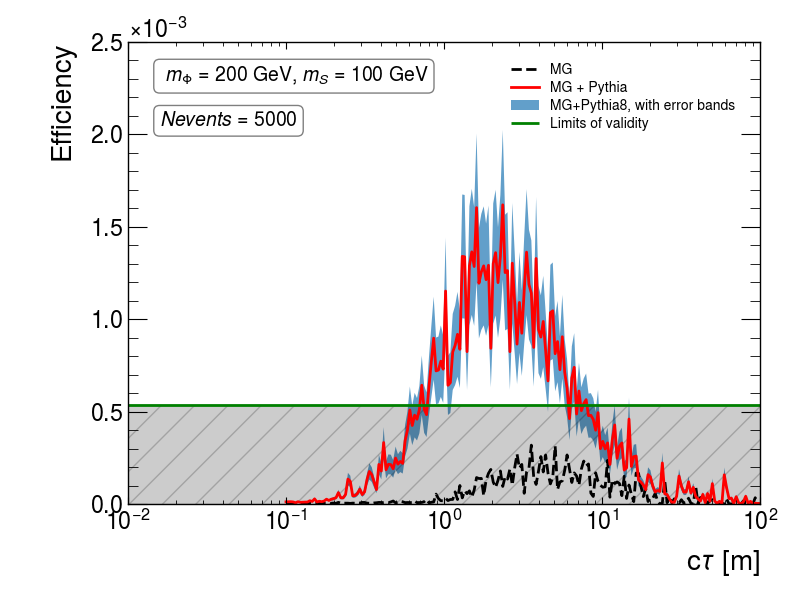 ×10⁻³
Efficiency
m_Φ = 200 GeV, m_S = 100 GeV
Nevents = 5000
MG
MG + Pythia
MG+Pythia8, with error bands
Limits of validity
2.5
2.0
1.5
1.0
0.5
0.0
10⁻² 10⁻¹ 10⁰ 10¹ 10²
cτ [m]